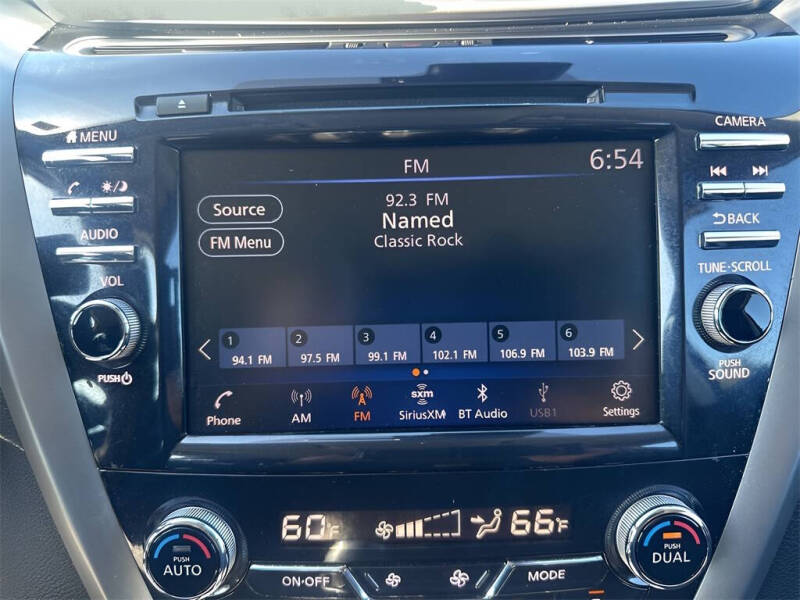 MENU
CAMERA
FM
6:54
92.3 FM
Source
Named
FM Menu
Classic Rock
AUDIO
BACK
VOL
TUNE·SCROLL
1
2
3
4
5
6
94.1 FM
97.5 FM
99.1 FM
102.1 FM
106.9 FM
103.9 FM
PUSH
PUSH
SOUND
sxm
Phone
AM
FM
SiriusXM
BT Audio
USB1
Settings
60°F
66°F
PUSH
AUTO
PUSH
DUAL
ON·OFF
MODE